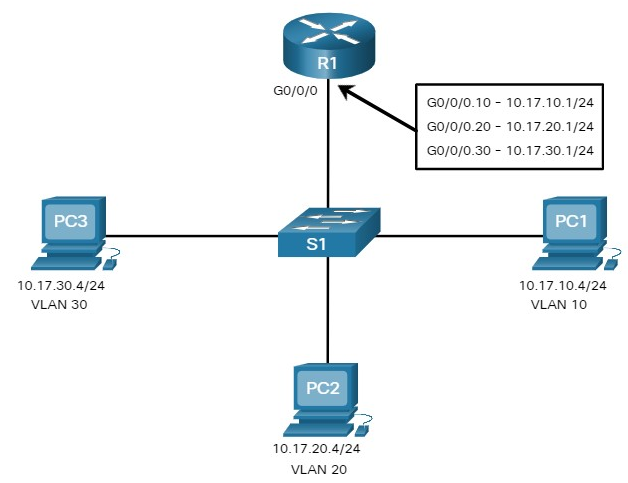 R1
G0/0/0
G0/0/0.10 - 10.17.10.1/24
G0/0/0.20 - 10.17.20.1/24
G0/0/0.30 - 10.17.30.1/24
PC3
S1
PC1
10.17.30.4/24
VLAN 30
10.17.10.4/24
VLAN 10
PC2
10.17.20.4/24
VLAN 20